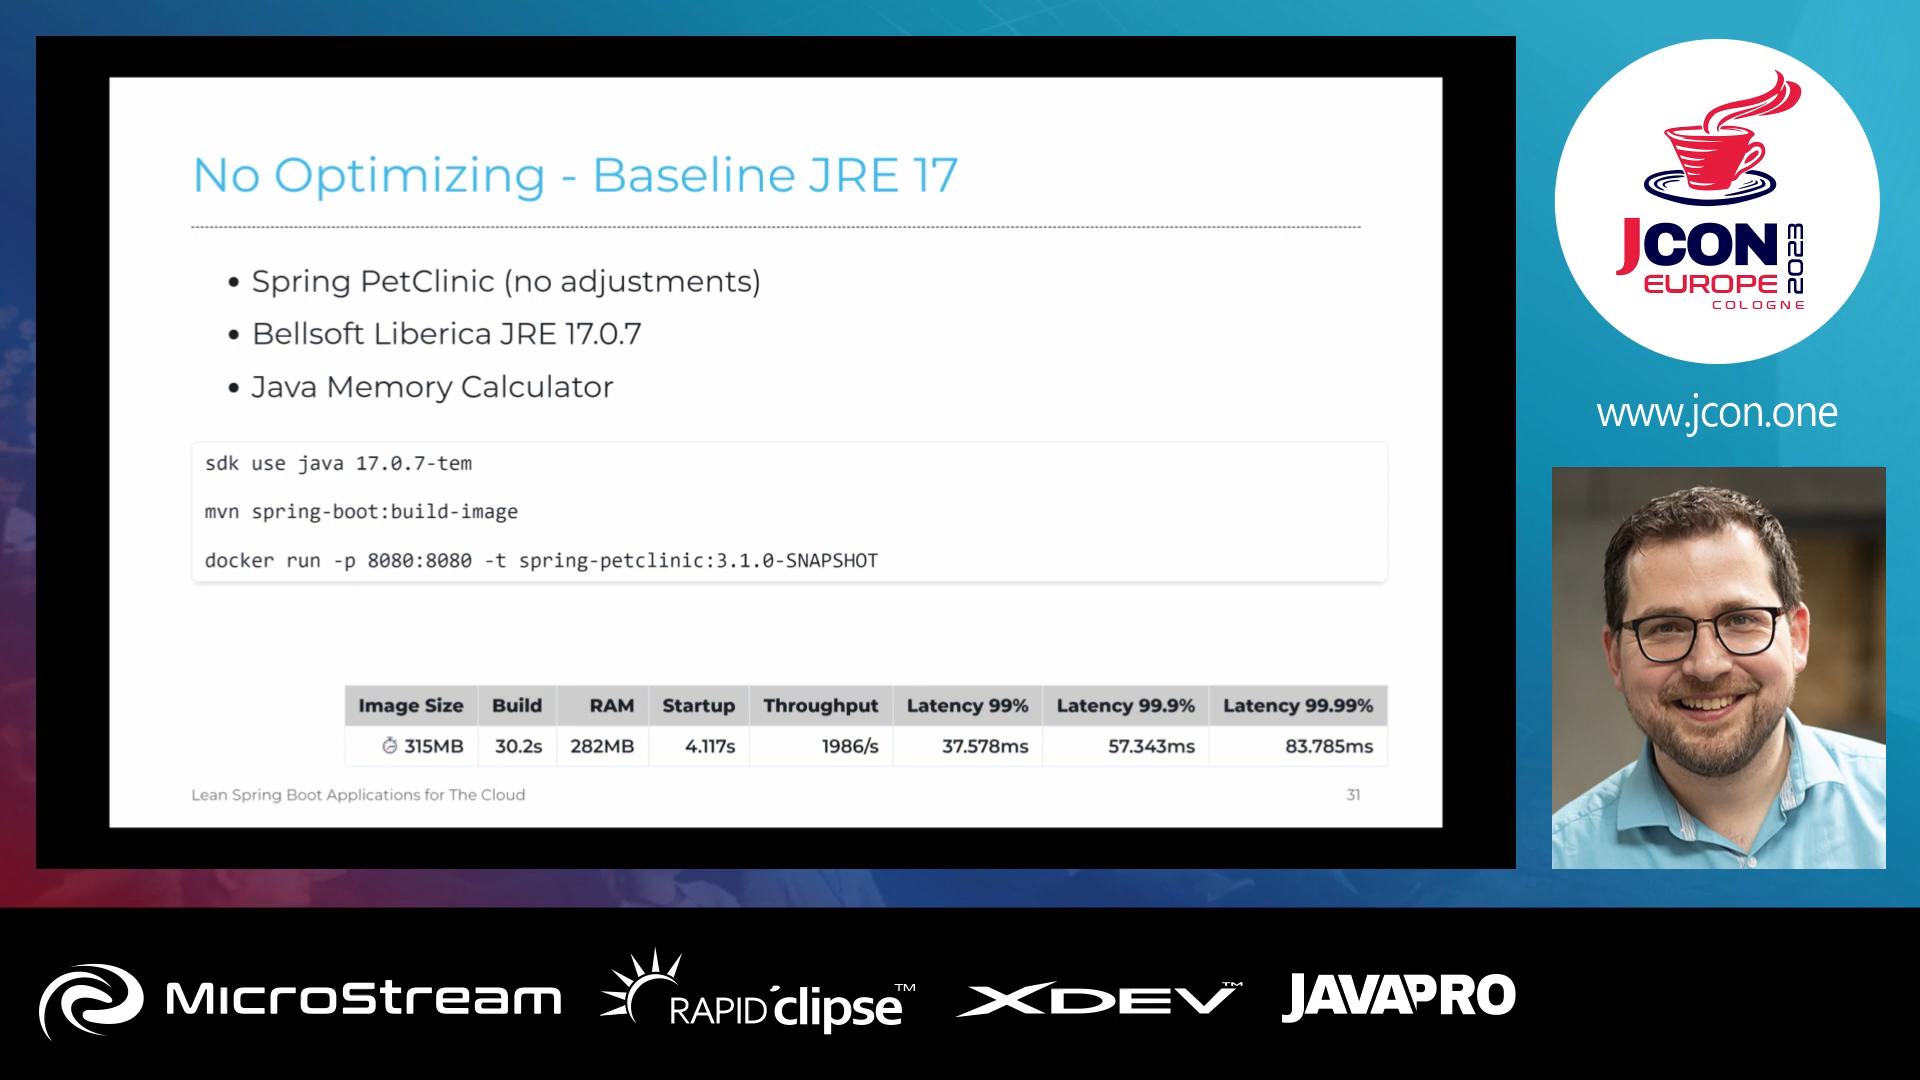 No Optimizing - Baseline JRE 17
• Spring PetClinic (no adjustments)
• Bellsoft Liberica JRE 17.0.7
• Java Memory Calculator
sdk use java 17.0.7-tem
mvn spring-boot:build-image
docker run -p 8080:8080 -t spring-petclinic:3.1.0-SNAPSHOT
Image Size Build RAM Startup Throughput Latency 99% Latency 99.9% Latency 99.99%
⏱ 315MB 30.2s 282MB 4.117s 1986/s 37.578ms 57.343ms 83.785ms
Lean Spring Boot Applications for The Cloud 31
JCON
EUROPE
COLOGNE
2023
www.jcon.one
MicroStream RAPIDclipse™ XDEV™ JAVAPRO